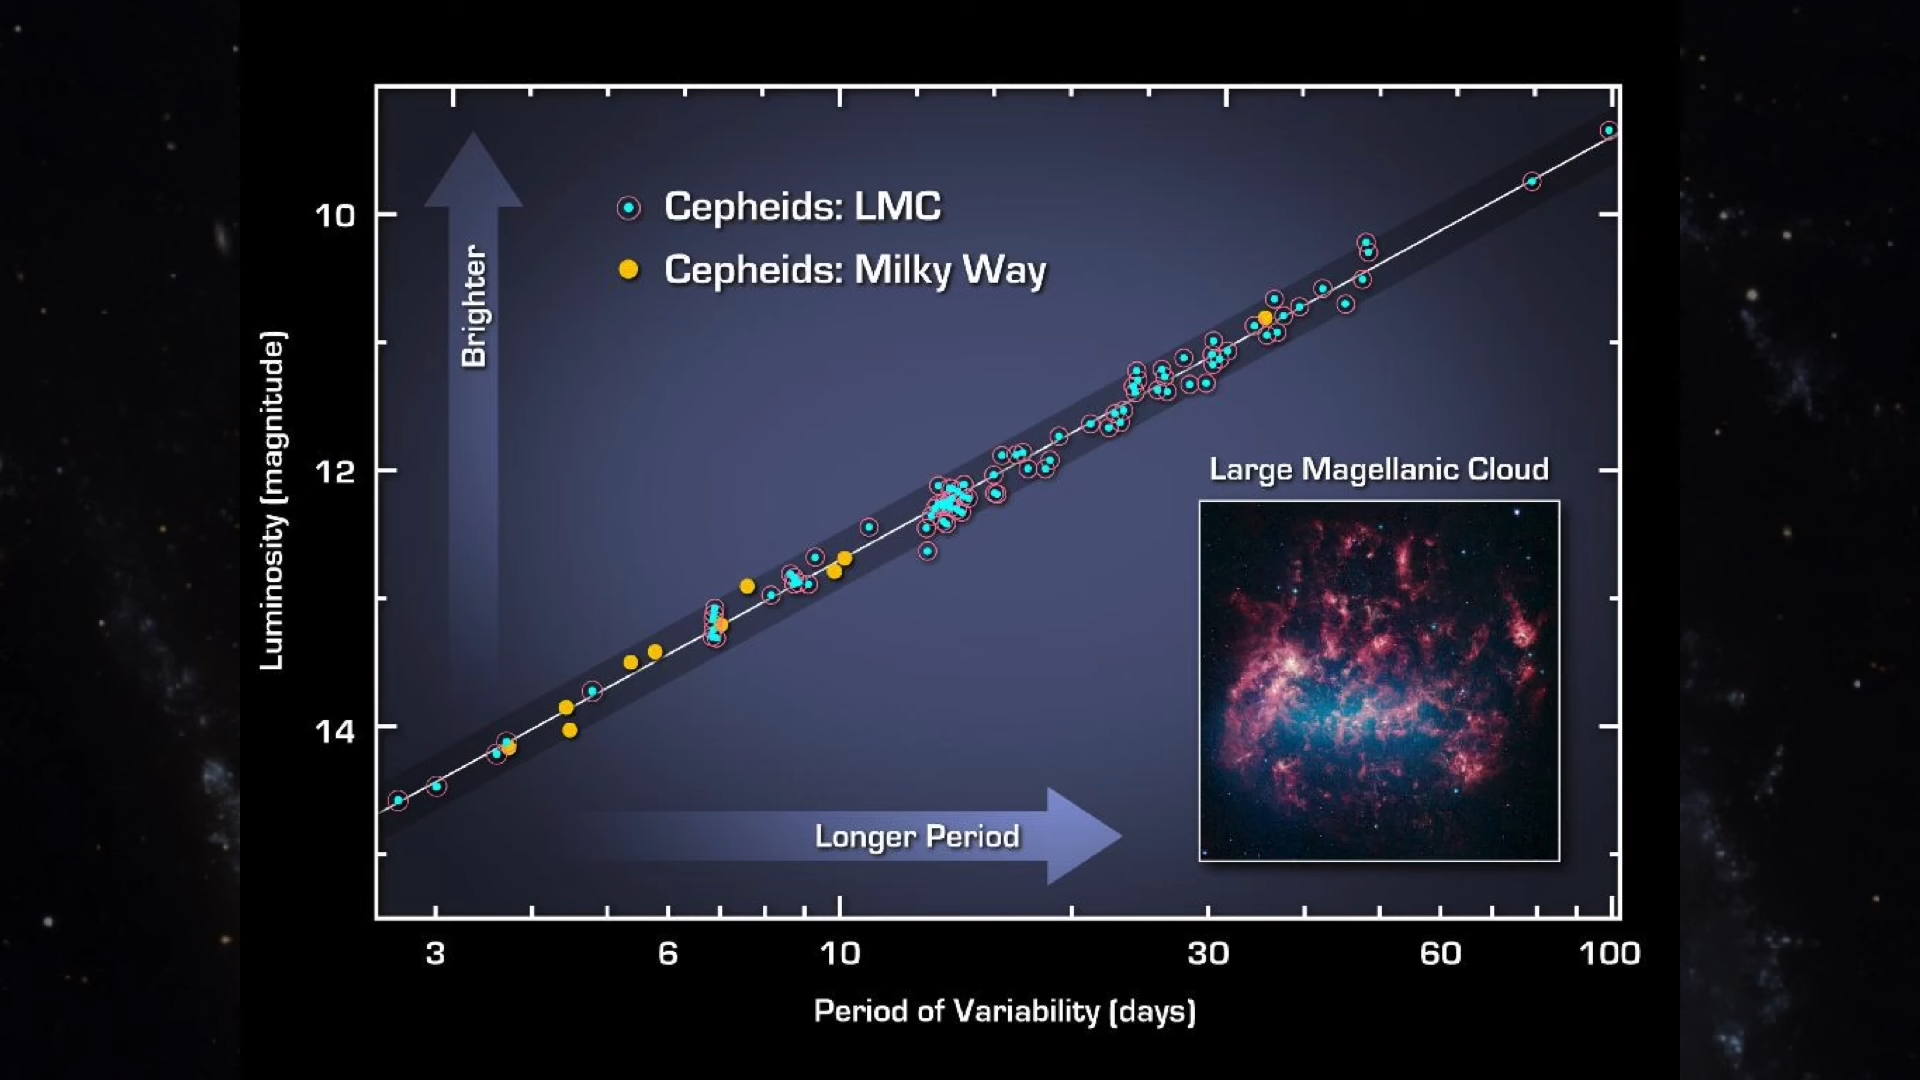 Cepheids: LMC
Cepheids: Milky Way
Brighter
Luminosity (magnitude)
10
12
14
Large Magellanic Cloud
Longer Period
3 6 10 30 60 100
Period of Variability (days)